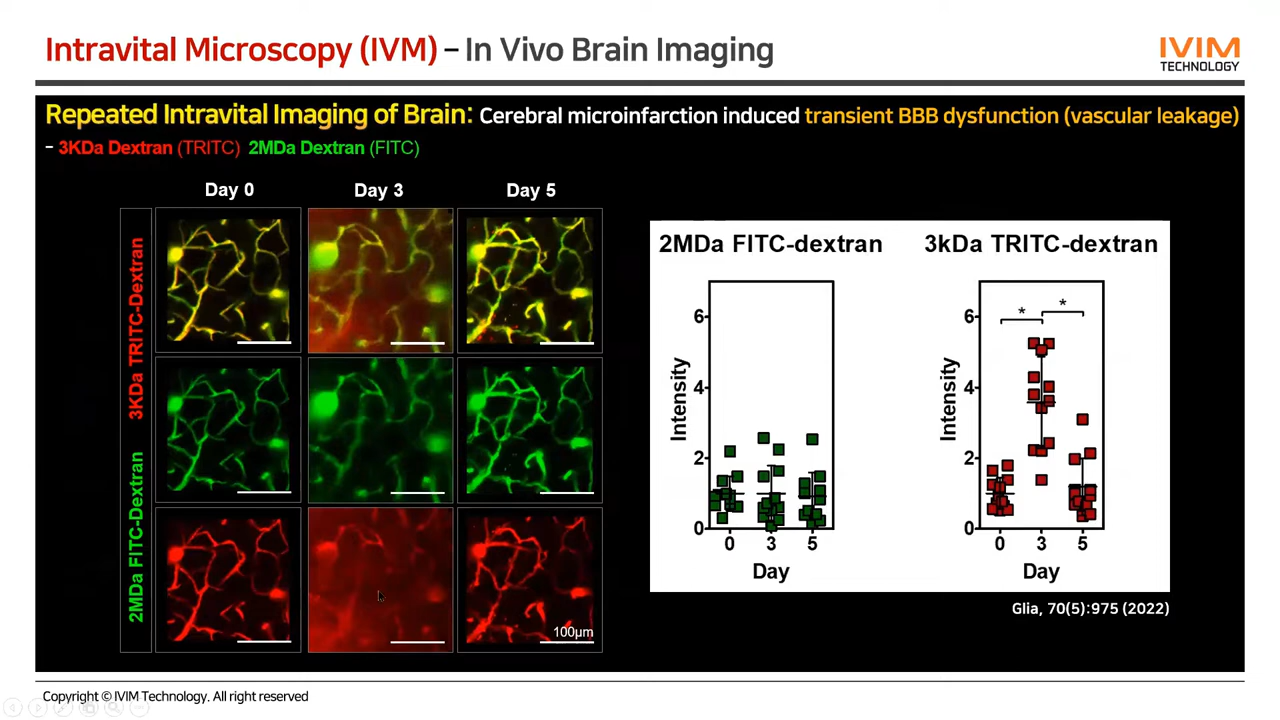 Intravital Microscopy (IVM) – In Vivo Brain Imaging
IVIM
TECHNOLOGY
Repeated Intravital Imaging of Brain: Cerebral microinfarction induced transient BBB dysfunction (vascular leakage)
– 3KDa Dextran (TRITC) 2MDa Dextran (FITC)
Day 0 Day 3 Day 5
3KDa TRITC-Dextran
2MDa FITC-Dextran
100μm
2MDa FITC-dextran
Intensity
6
4
2
0
0 3 5
Day
3kDa TRITC-dextran
Intensity
6
4
2
0
* *
0 3 5
Day
Glia, 70(5):975 (2022)
Copyright © IVIM Technology. All right reserved